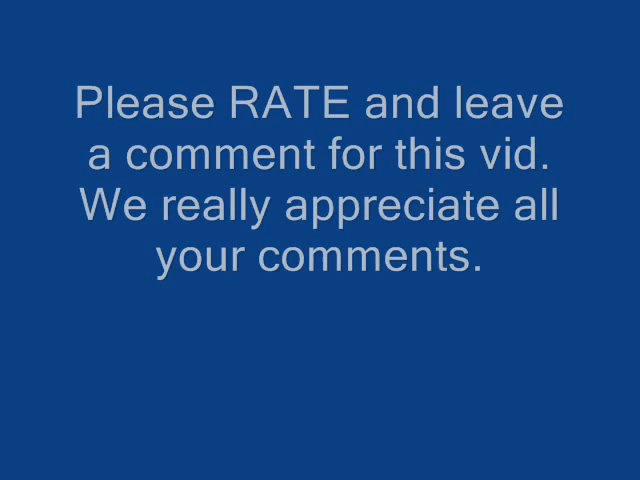 Please RATE and leave
a comment for this vid.
We really appreciate all
your comments.